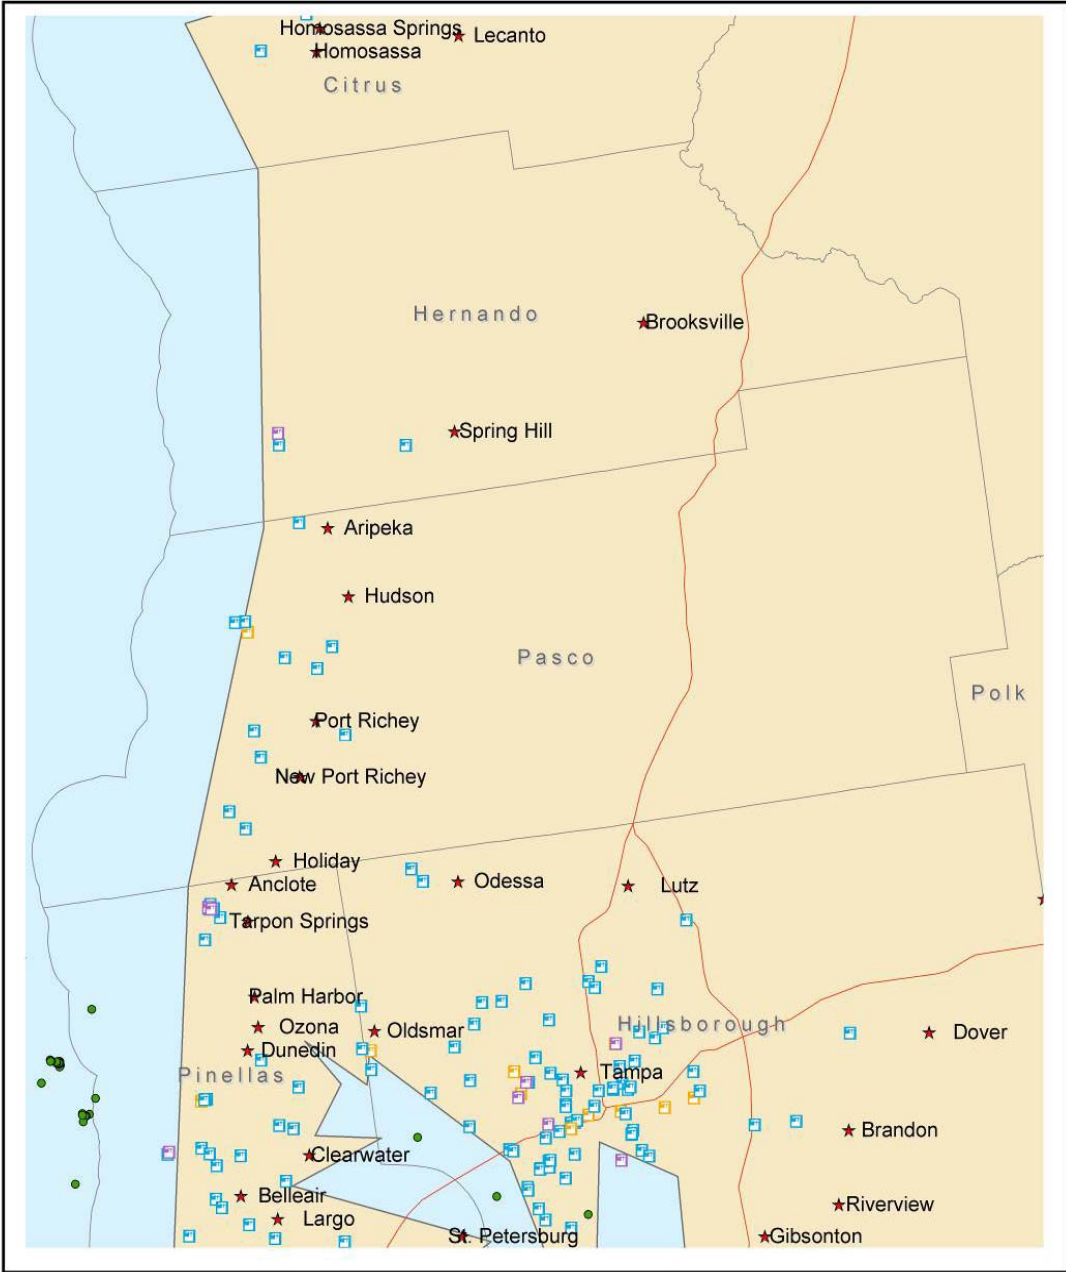 Homosassa Springs
Lecanto
Homosassa
Citrus
Hernando
Brooksville
Spring Hill
Aripeka
Hudson
Pasco
Polk
Port Richey
New Port Richey
Holiday
Anclote
Odessa
Lutz
Tarpon Springs
Palm Harbor
Ozona
Oldsmar
Hillsborough
Dover
Dunedin
Pinellas
Tampa
Brandon
Clearwater
Belleair
Riverview
Largo
St. Petersburg
Gibsonton